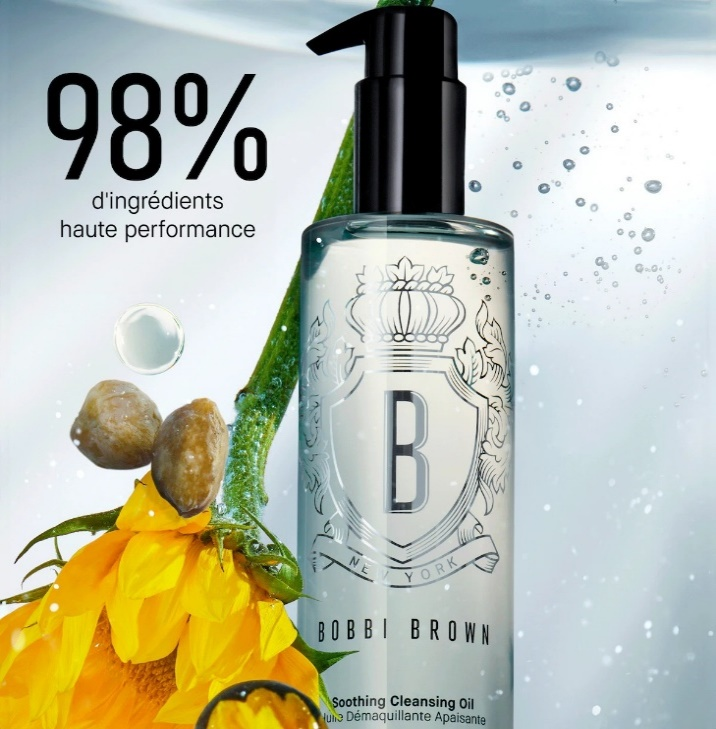 98%
d'ingrédients
haute performance
B
NEW YORK
BOBBI BROWN
Soothing Cleansing Oil
Huile Démaquillante Apaisante